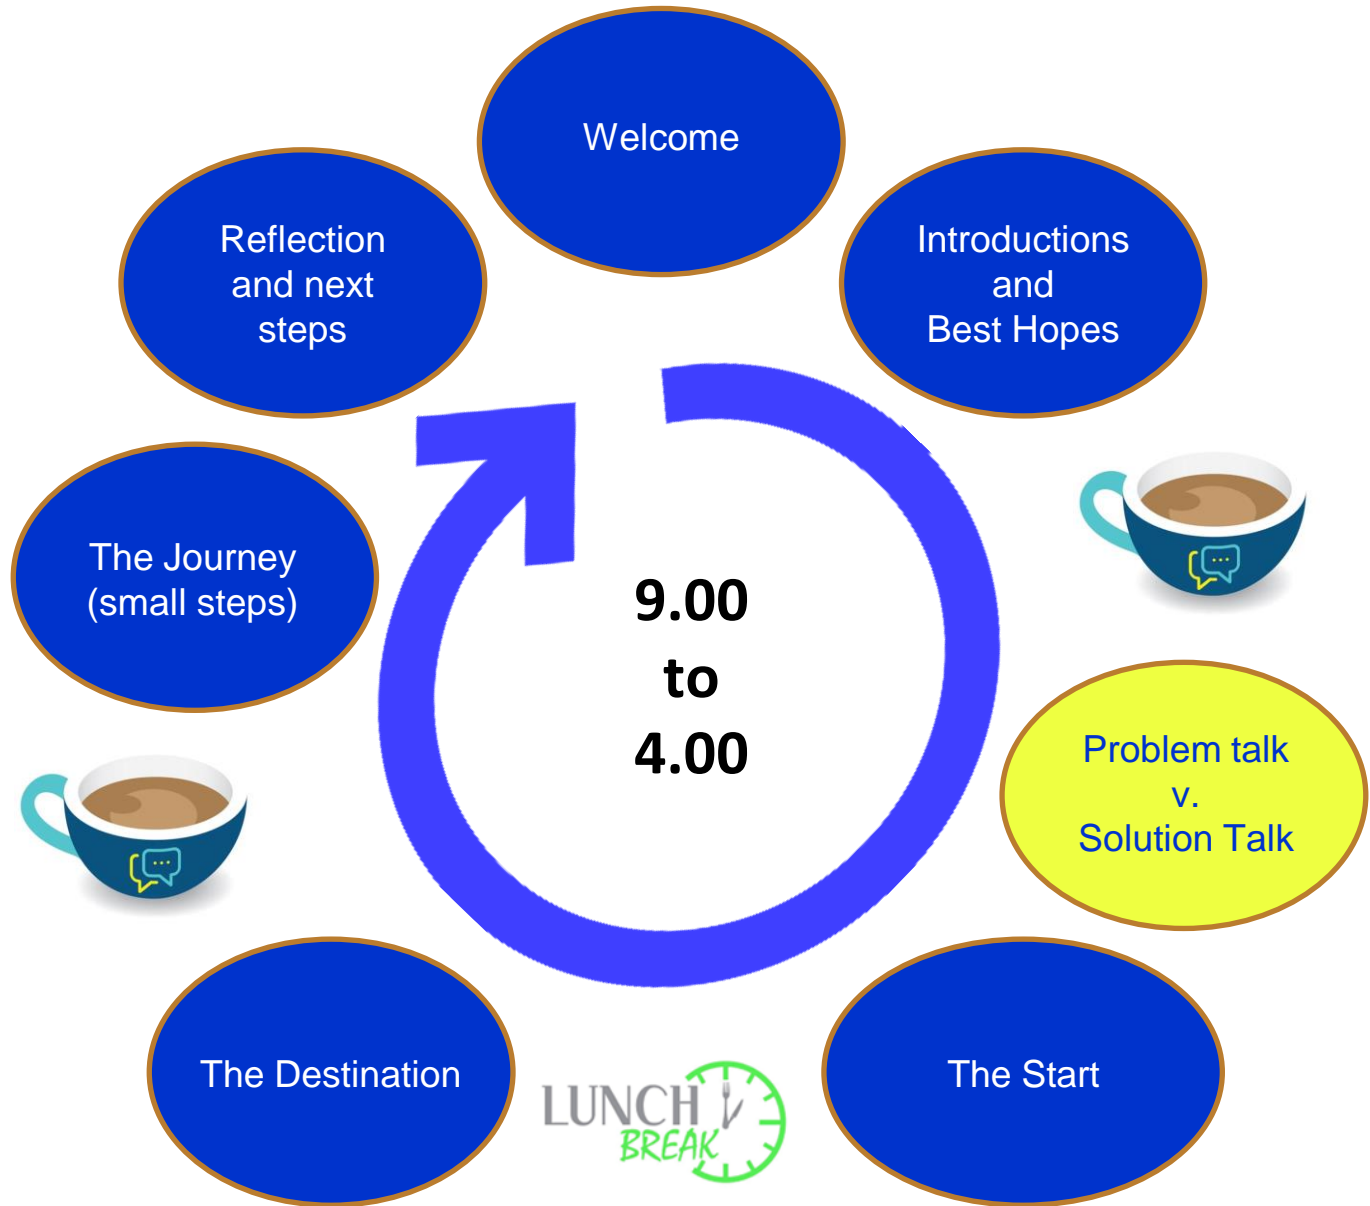 Welcome
Introductions
and
Best Hopes
Problem talk
v.
Solution Talk
The Start
LUNCH
BREAK
The Destination
The Journey
(small steps)
Reflection
and next
steps
9.00
to
4.00